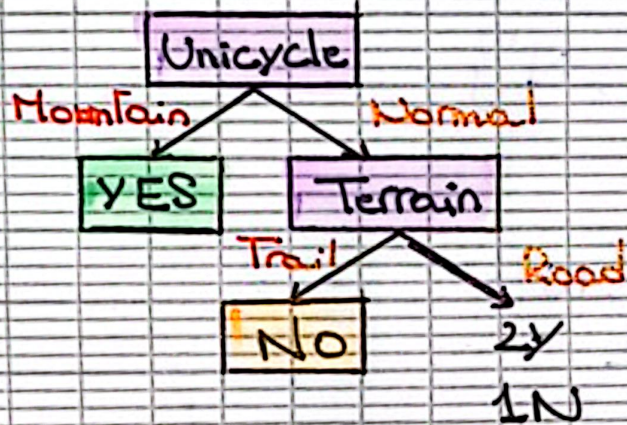 Unicycle
Mountain
Normal
YES
Terrain
Trail
Road
NO
2Y
1N